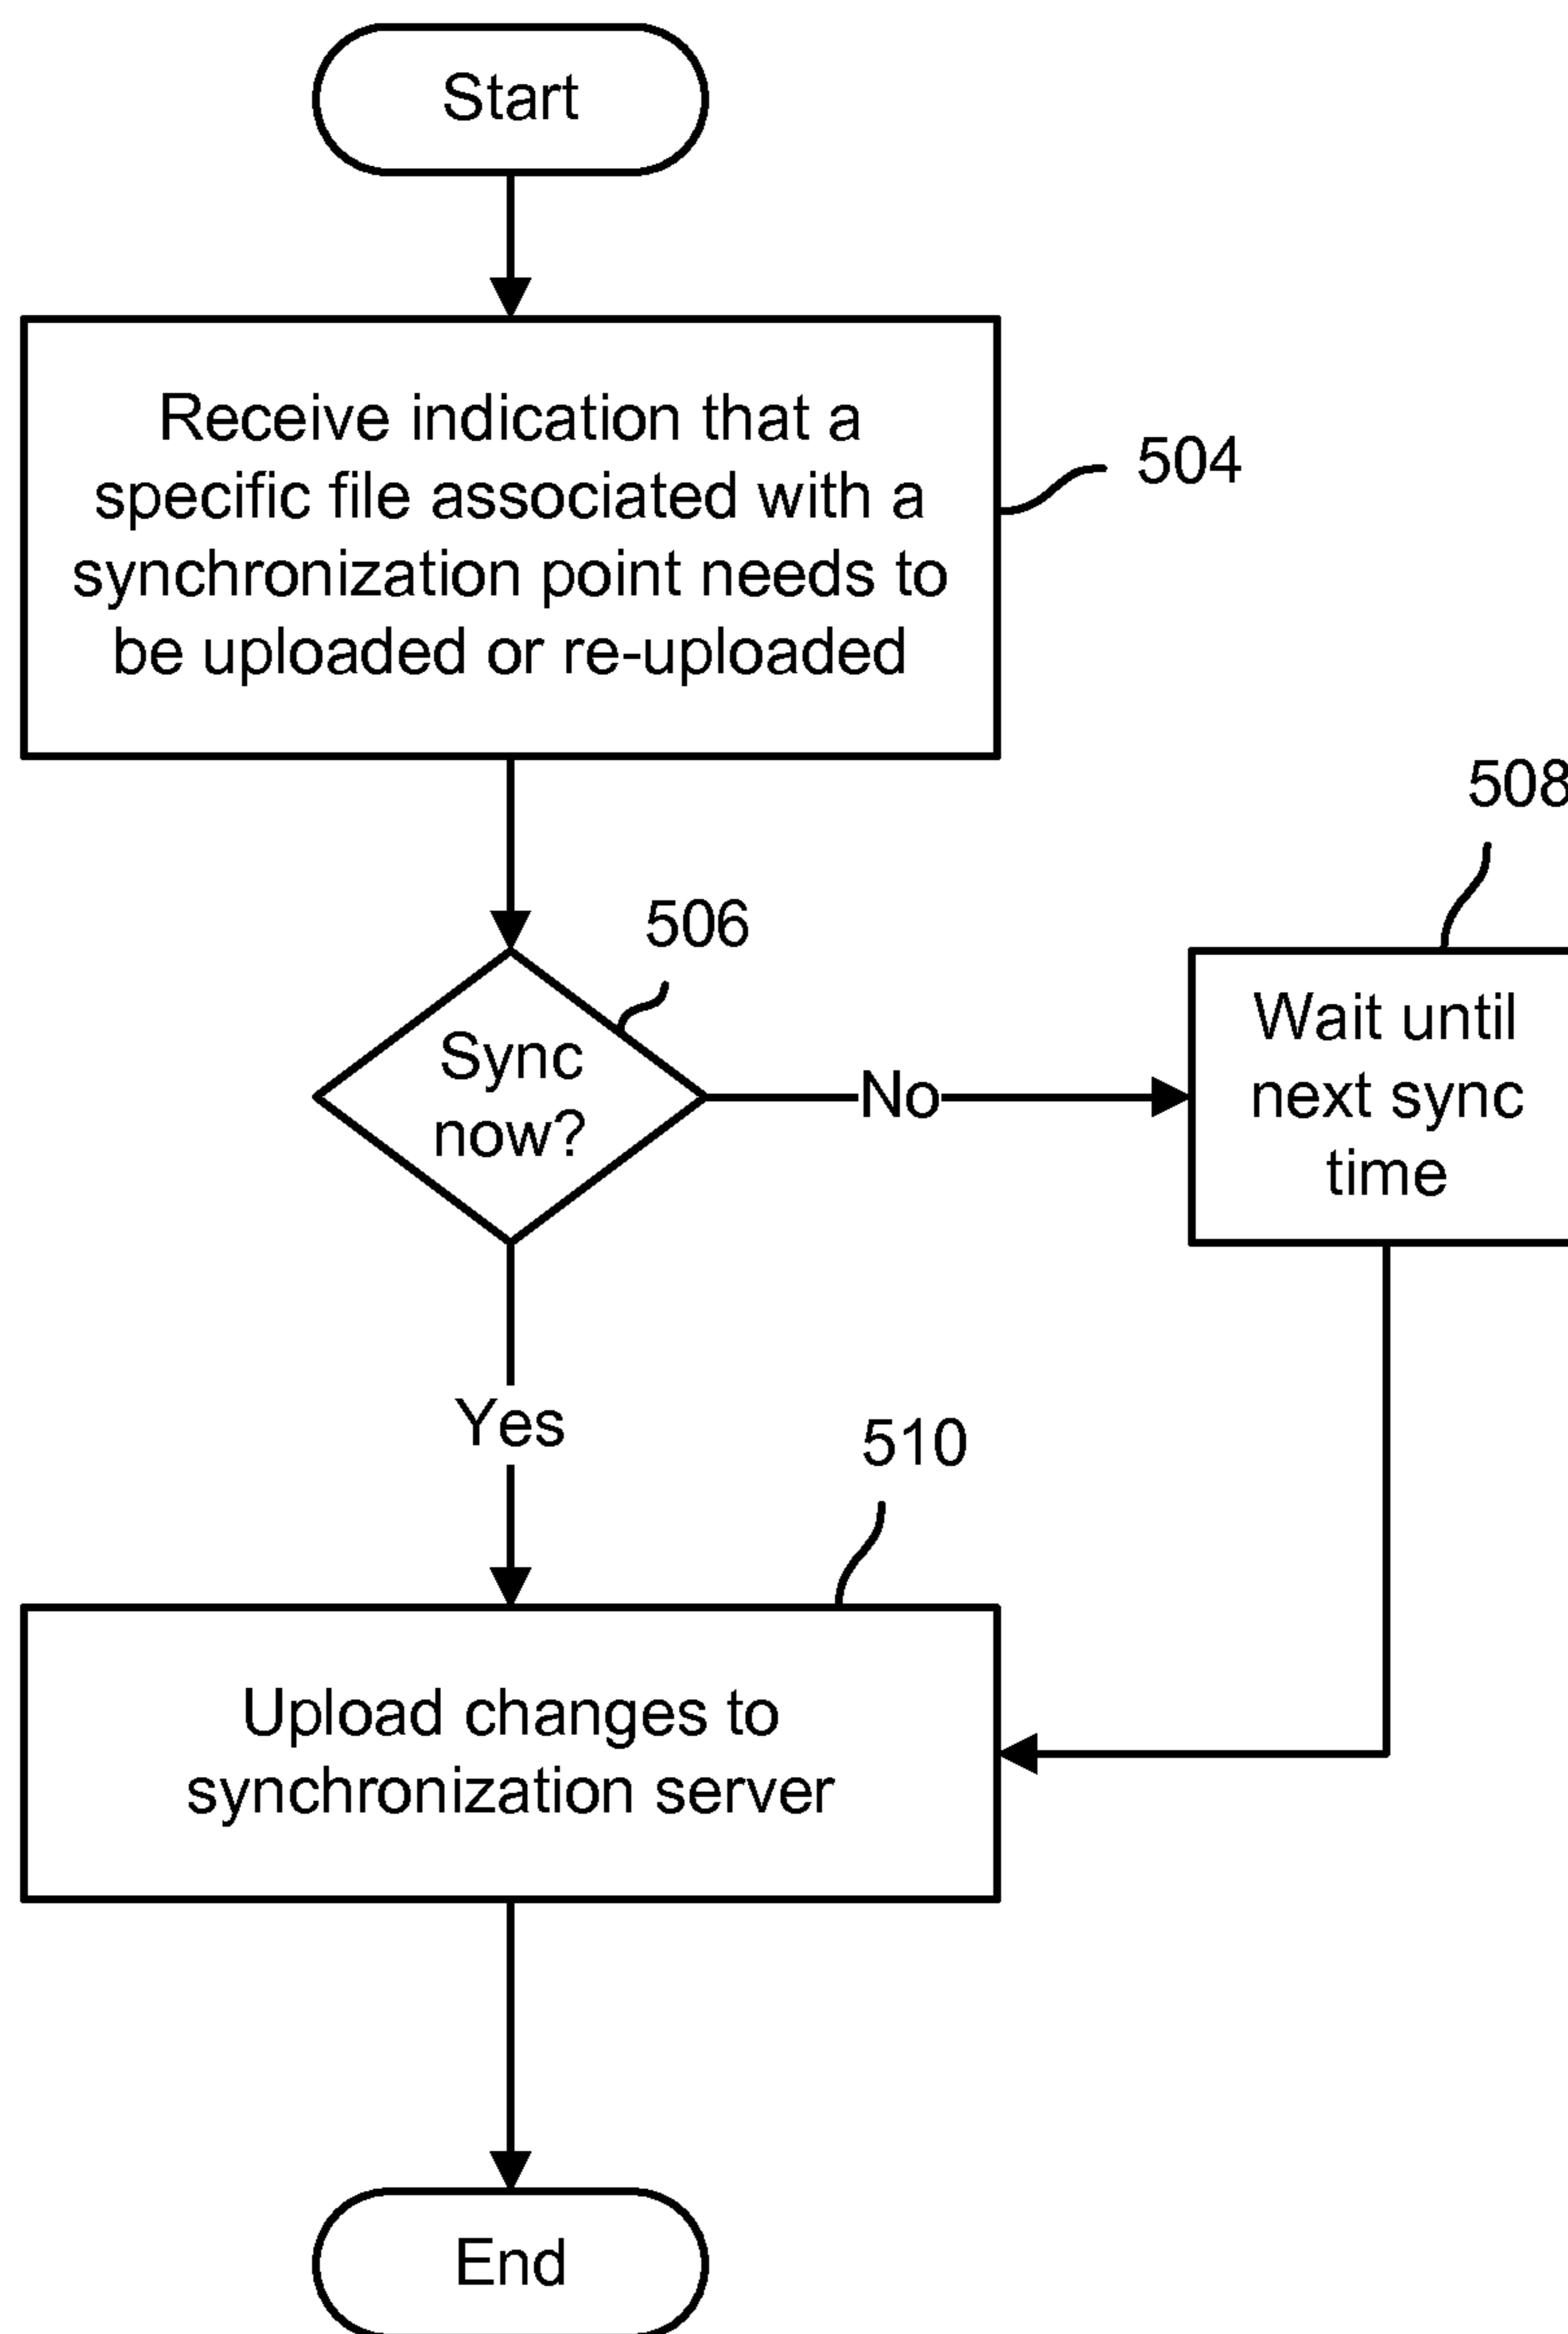 Start
Receive indication that a
specific file associated with a
synchronization point needs to
be uploaded or re-uploaded
504
508
506
Sync
now?
No
Wait until
next sync
time
Yes
510
Upload changes to
synchronization server
End